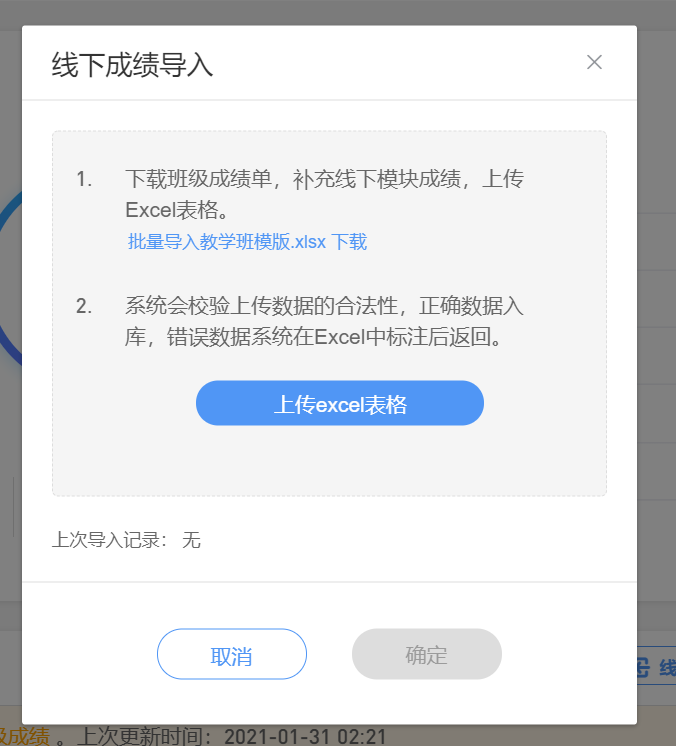 线下成绩导入
1. 下载班级成绩单，补充线下模块成绩，上传
Excel表格。
批量导入教学班模版.xlsx 下载
2. 系统会校验上传数据的合法性，正确数据入
库，错误数据系统在Excel中标注后返回。
上传excel表格
上次导入记录： 无
取消 确定
线
级成绩 。上次更新时间：2021-01-31 02:21